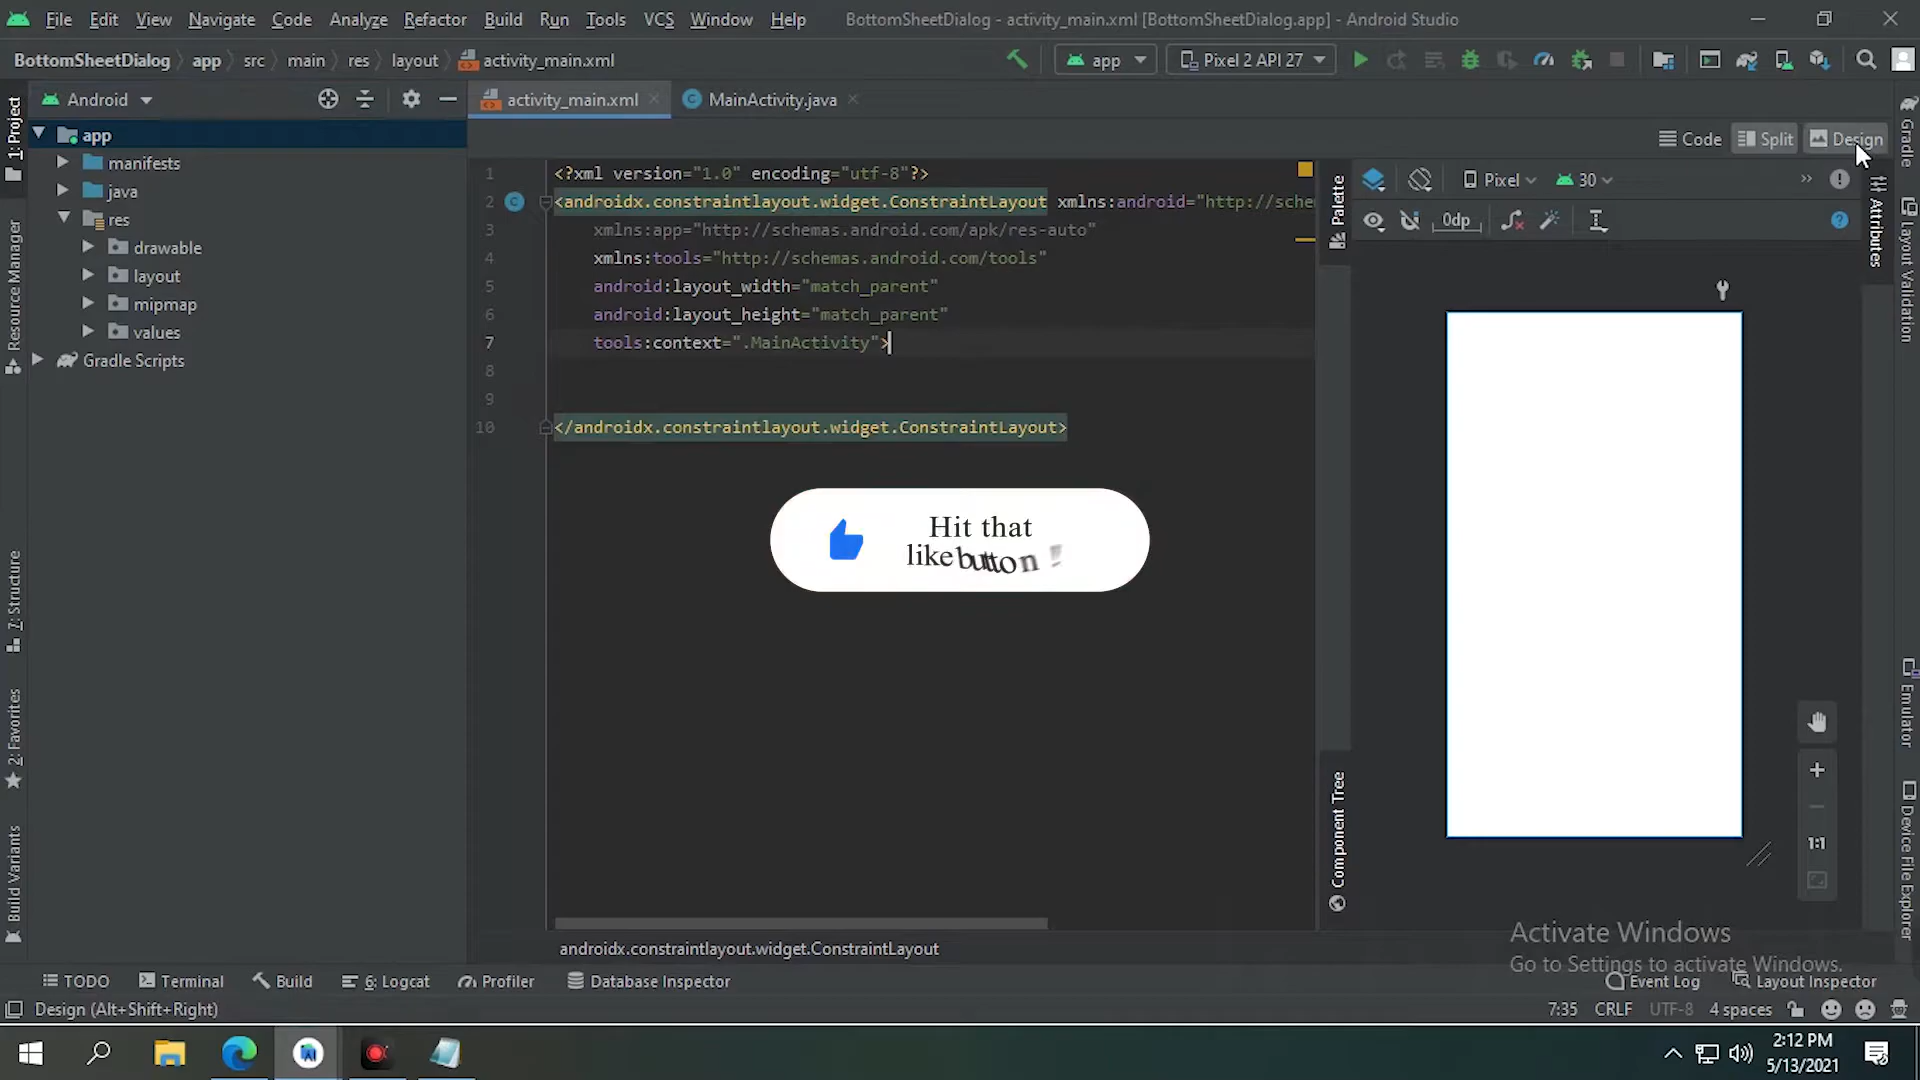 File Edit View Navigate Code Analyze Refactor Build Run Tools VCS Window Help BottomSheetDialog - activity_main.xml [BottomSheetDialog.app] - Android Studio
BottomSheetDialog app src main res layout activity_main.xml app Pixel 2 API 27
Android activity_main.xml MainActivity.java
Code Split Design
app
manifests
java
res
drawable
layout
mipmap
values
Gradle Scripts
1 <?xml version="1.0" encoding="utf-8"?>
2 <androidx.constraintlayout.widget.ConstraintLayout xmlns:android="http://sche
3 xmlns:app="http://schemas.android.com/apk/res-auto"
4 xmlns:tools="http://schemas.android.com/tools"
5 android:layout_width="match_parent"
6 android:layout_height="match_parent"
7 tools:context=".MainActivity">
8
9
10 </androidx.constraintlayout.widget.ConstraintLayout>
Hit that
like button !
Pixel 30
0dp
1:1
1: Project
Resource Manager
7: Structure
2: Favorites
Build Variants
Palette
Component Tree
Attributes
Gradle
Layout Validation
Emulator
Device File Explorer
androidx.constraintlayout.widget.ConstraintLayout
Activate Windows
Go to Settings to activate Windows.
TODO Terminal Build 6: Logcat Profiler Database Inspector Event Log Layout Inspector
Design (Alt+Shift+Right) 7:35 CRLF UTF-8 4 spaces
2:12 PM
5/13/2021